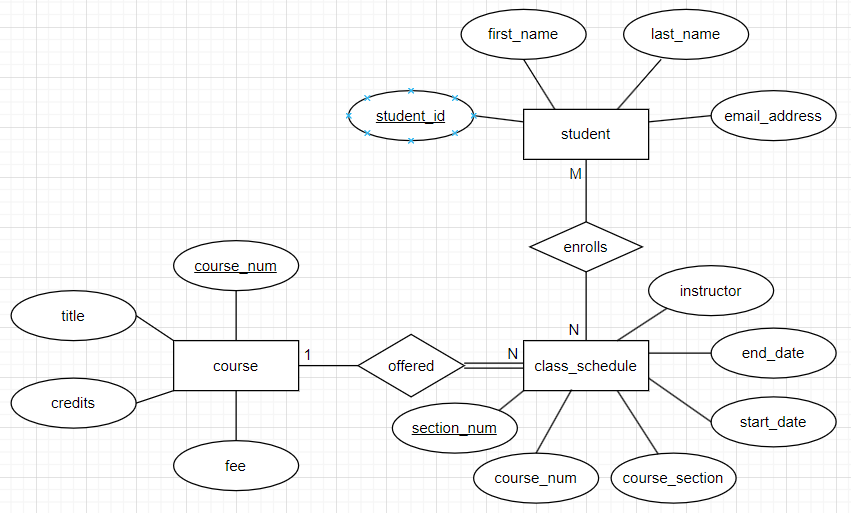 first_name
last_name
student_id
student
email_address
M
enrolls
course_num
instructor
title
N
1
N
end_date
course
offered
class_schedule
credits
section_num
start_date
fee
course_num
course_section